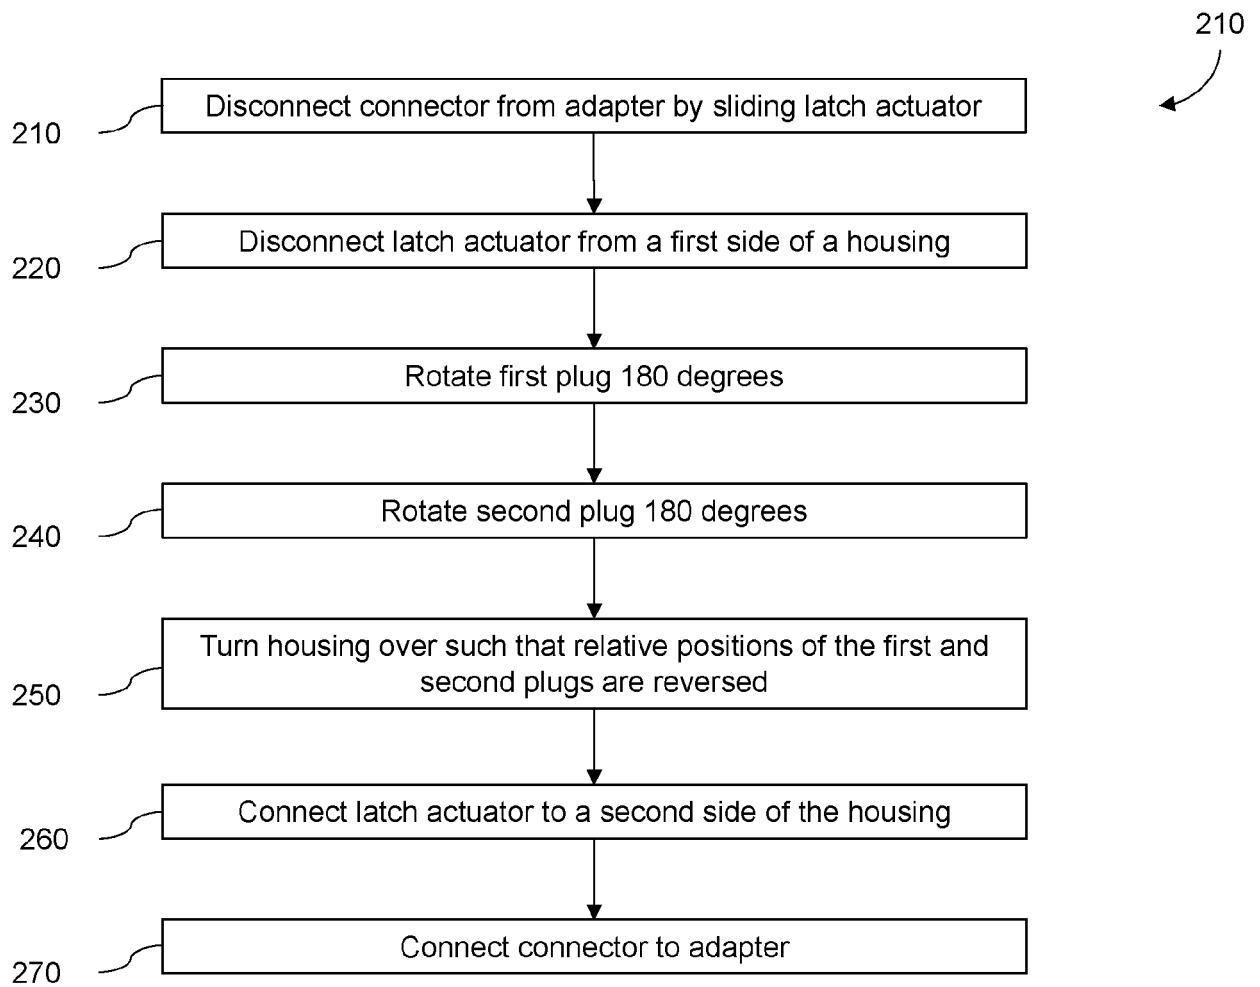 210
Disconnect connector from adapter by sliding latch actuator
210
Disconnect latch actuator from a first side of a housing
220
Rotate first plug 180 degrees
230
Rotate second plug 180 degrees
240
Turn housing over such that relative positions of the first and
second plugs are reversed
250
Connect latch actuator to a second side of the housing
260
Connect connector to adapter
270